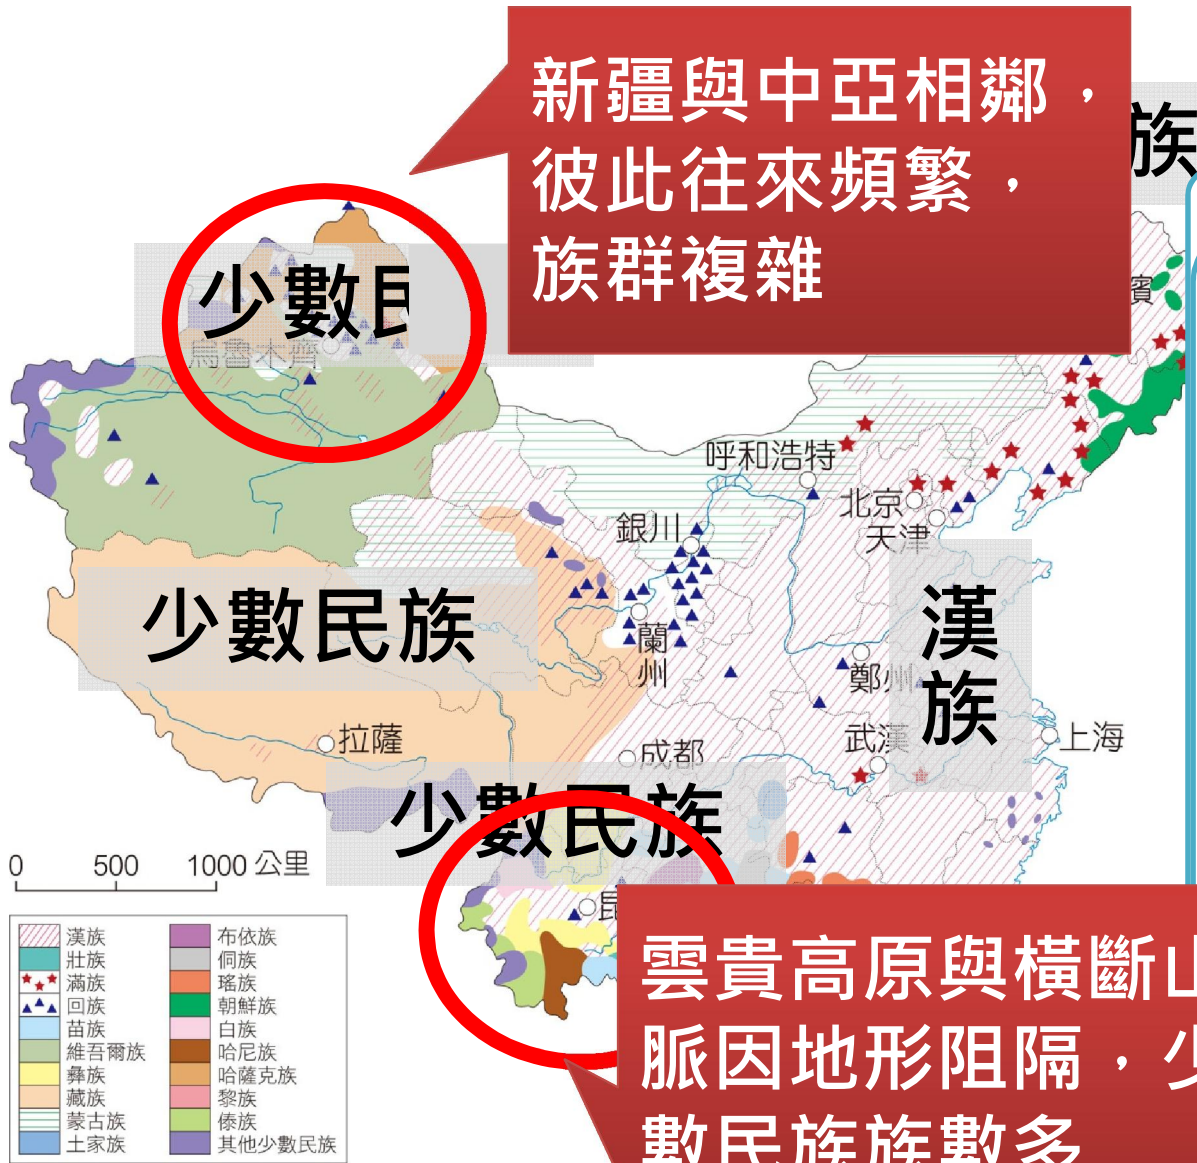 新疆與中亞相鄰，
彼此往來頻繁，
族群複雜
族
少數民
烏魯木齊
濱
呼和浩特
北京
天津
銀川
少數民族
蘭州
漢族
鄭州
拉薩
成都
武漢
上海
少數民族
0 500 1000 公里
昆
雲貴高原與橫斷山
脈因地形阻隔，少
數民族族數多
漢族 布依族
壯族 侗族
滿族 瑤族
回族 朝鮮族
苗族 白族
維吾爾族 哈尼族
彝族 哈薩克族
藏族 黎族
蒙古族 傣族
土家族 其他少數民族